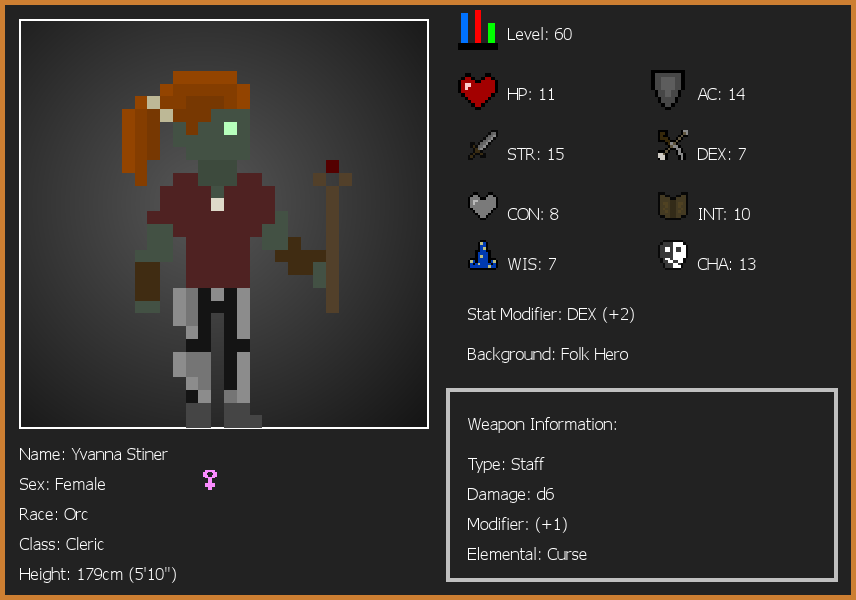 Level: 60
HP: 11
AC: 14
STR: 15
DEX: 7
CON: 8
INT: 10
WIS: 7
CHA: 13
Stat Modifier: DEX (+2)
Background: Folk Hero
Weapon Information:
Type: Staff
Damage: d6
Modifier: (+1)
Elemental: Curse
Name: Yvanna Stiner
Sex: Female
Race: Orc
Class: Cleric
Height: 179cm (5'10")